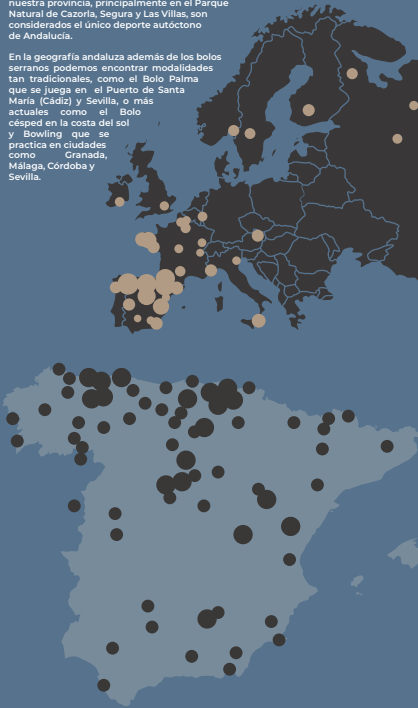 nuestra provincia, principalmente en el Parque
Natural de Cazorla, Segura y Las Villas, son
considerados el único deporte autóctono
de Andalucía.
En la geografía andaluza además de los bolos
serranos podemos encontrar modalidades
tan tradicionales, como el Bolo Palma
que se juega en el Puerto de Santa
María (Cádiz) y Sevilla, o más
actuales como el Bolo
césped en la costa del sol
y Bowling que se
practica en ciudades
como Granada,
Málaga, Córdoba y
Sevilla.